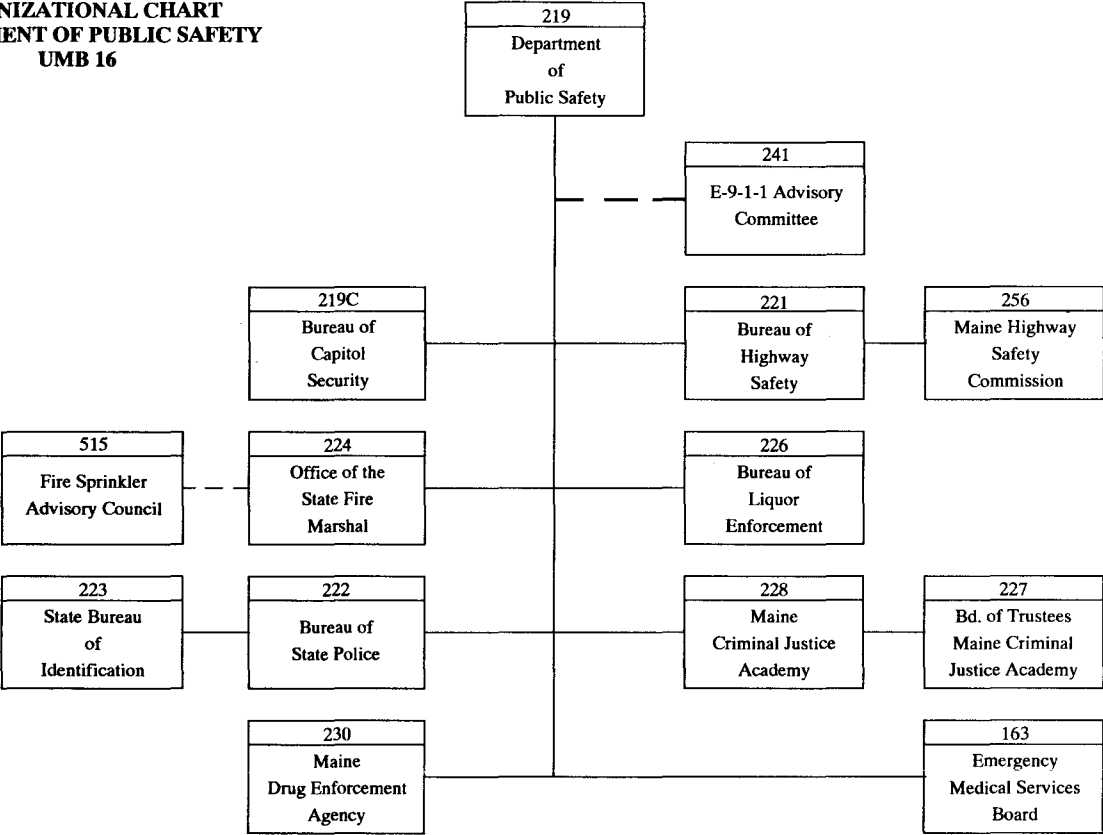 NIZATIONAL CHART
MENT OF PUBLIC SAFETY
UMB 16
219
Department
of
Public Safety
241
E-9-1-1 Advisory
Committee
219C
Bureau of
Capitol
Security
221
Bureau of
Highway
Safety
256
Maine Highway
Safety
Commission
515
Fire Sprinkler
Advisory Council
224
Office of the
State Fire
Marshal
226
Bureau of
Liquor
Enforcement
223
State Bureau
of
Identification
222
Bureau of
State Police
228
Maine
Criminal Justice
Academy
227
Bd. of Trustees
Maine Criminal
Justice Academy
230
Maine
Drug Enforcement
Agency
163
Emergency
Medical Services
Board